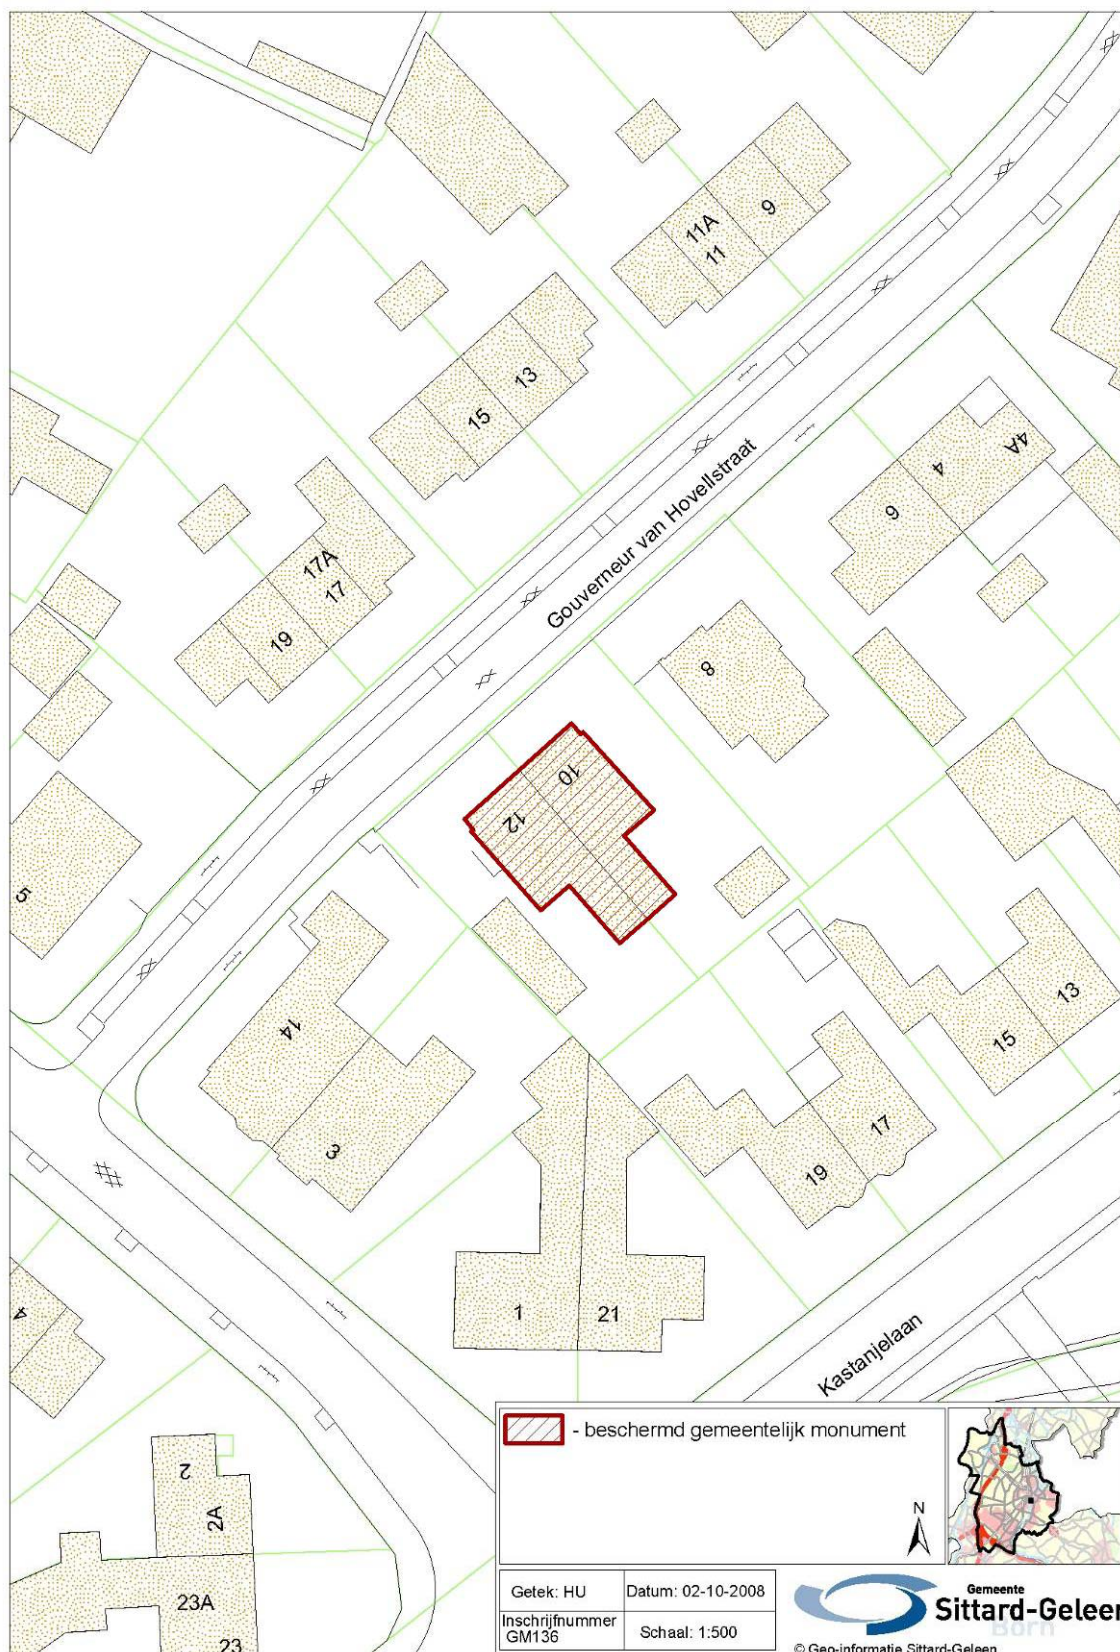 11A
11
9
15
13
17A
17
19
Gouverneur van Hovellstraat
4A
4
6
8
10
12
5
14
3
13
15
17
19
1
21
Kastanjelaan
4
2
2A
23A
23
- beschermd gemeentelijk monument
N
Getek: HU
Datum: 02-10-2008
Inschrijfnummer
GM136
Schaal: 1:500
Gemeente
Sittard-Geleen
Born
© Geo-informatie Sittard-Geleen